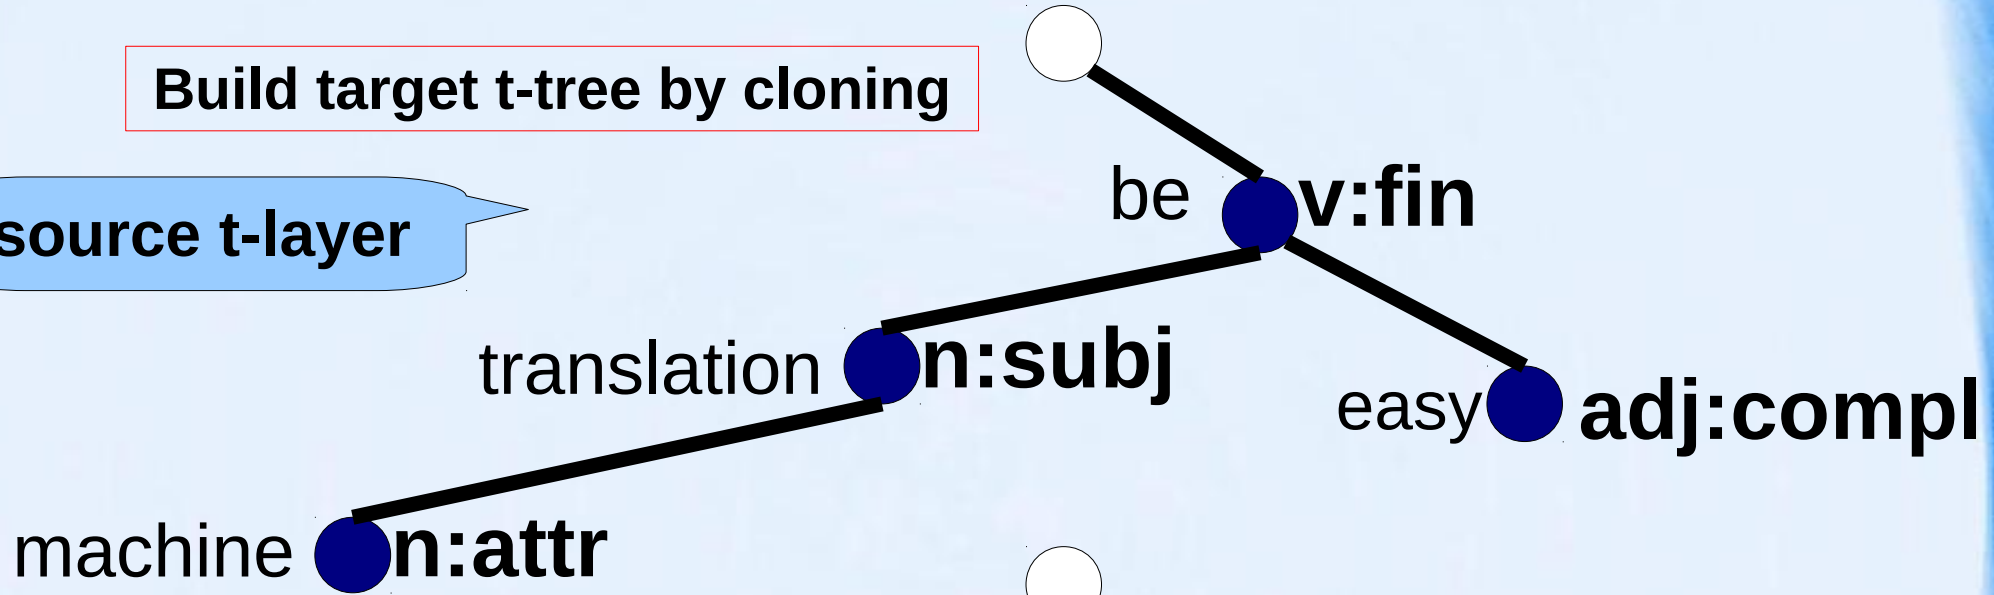 Build target t-tree by cloning
be v:fin
source t-layer
translation n:subj
easy adj:compl
machine n:attr